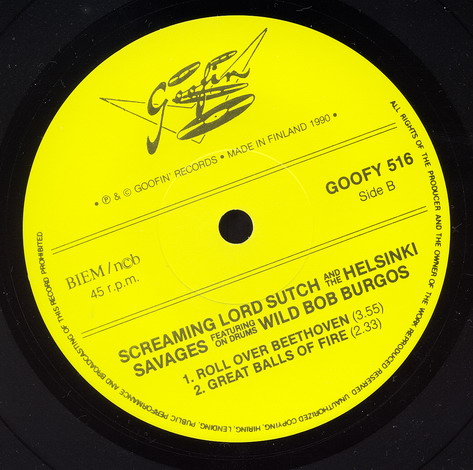 Goofin
• ℗ & © GOOFIN' RECORDS • MADE IN FINLAND 1990 •
GOOFY 516
Side B
BIEM / n©b
45 r.p.m.
SCREAMING LORD SUTCH AND THE HELSINKI
SAVAGES FEATURING ON DRUMS WILD BOB BURGOS
1. ROLL OVER BEETHOVEN (3.55)
2. GREAT BALLS OF FIRE (2.33)
ALL RIGHTS OF THE PRODUCER AND THE OWNER OF THE WORK REPRODUCED RESERVED UNAUTHORIZED COPYING, HIRING, LENDING, PUBLIC PERFORMANCE AND BROADCASTING OF THIS RECORD PROHIBITED